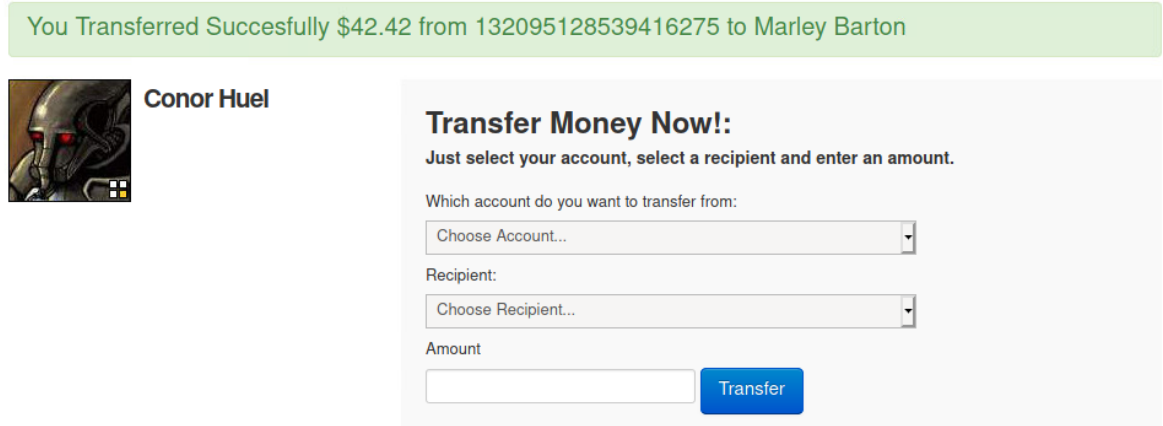 You Transferred Succesfully $42.42 from 132095128539416275 to Marley Barton
Conor Huel
Transfer Money Now!:
Just select your account, select a recipient and enter an amount.
Which account do you want to transfer from:
Choose Account...
Recipient:
Choose Recipient...
Amount
Transfer